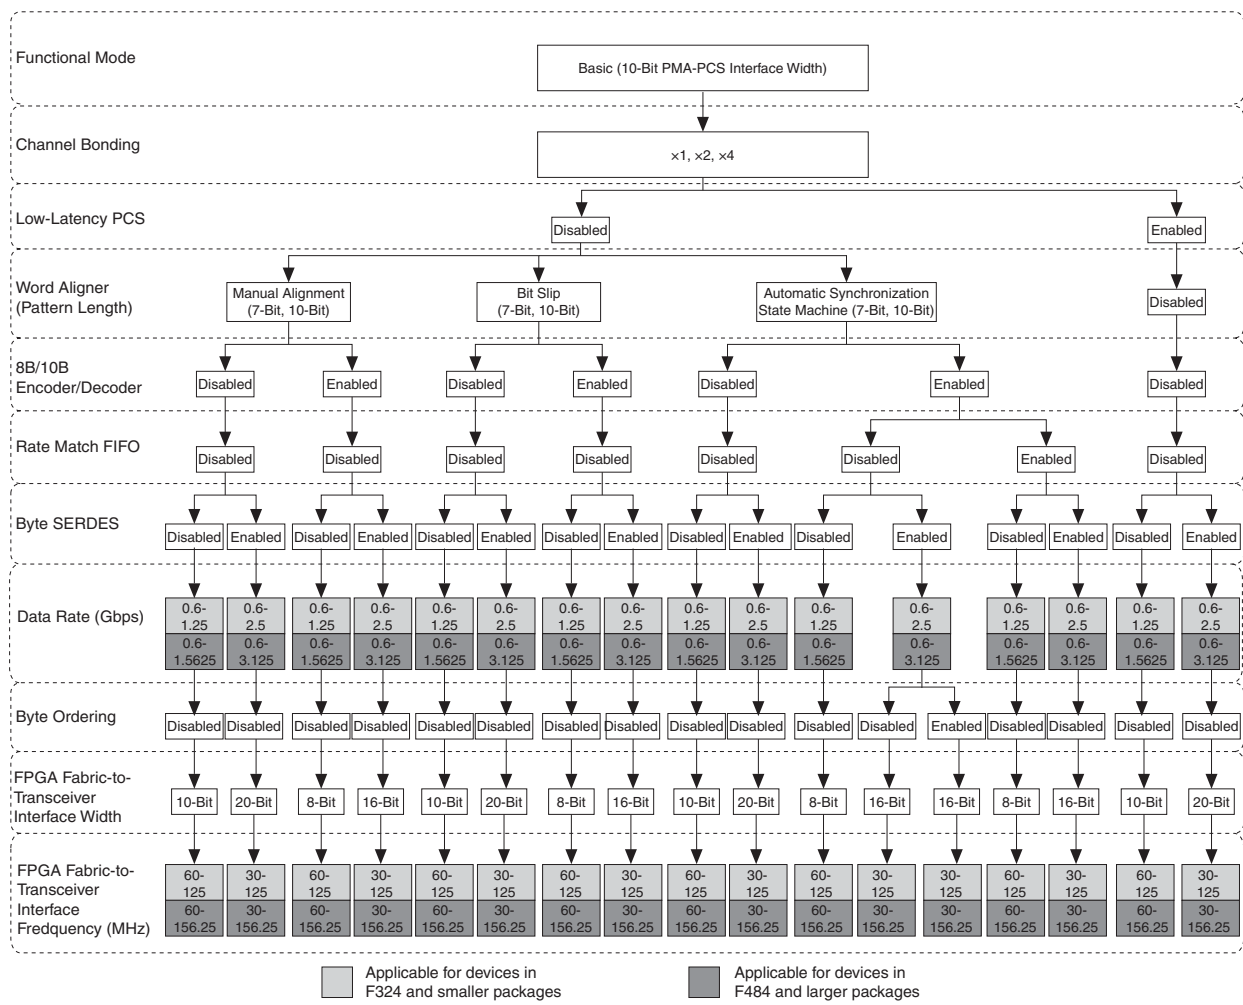 Functional Mode
Basic (10-Bit PMA-PCS Interface Width)
Channel Bonding
×1, ×2, ×4
Low-Latency PCS
Disabled Enabled
Word Aligner
(Pattern Length)
Manual Alignment
(7-Bit, 10-Bit)
Bit Slip
(7-Bit, 10-Bit)
Automatic Synchronization
State Machine (7-Bit, 10-Bit)
Disabled
8B/10B
Encoder/Decoder
Disabled Enabled Disabled Enabled Disabled Enabled Disabled
Rate Match FIFO
Disabled Disabled Disabled Disabled Disabled Disabled Enabled Disabled
Byte SERDES
Disabled Enabled Disabled Enabled Disabled Enabled Disabled Enabled Disabled Enabled Disabled Enabled Disabled Enabled Disabled Enabled
Data Rate (Gbps)
0.6- 0.6- 0.6- 0.6- 0.6- 0.6- 0.6- 0.6- 0.6- 0.6- 0.6- 0.6- 0.6- 0.6- 0.6- 0.6-
1.25 2.5 1.25 2.5 1.25 2.5 1.25 2.5 1.25 2.5 1.25 2.5 1.25 2.5 1.25 2.5
0.6- 0.6- 0.6- 0.6- 0.6- 0.6- 0.6- 0.6- 0.6- 0.6- 0.6- 0.6- 0.6- 0.6- 0.6- 0.6-
1.5625 3.125 1.5625 3.125 1.5625 3.125 1.5625 3.125 1.5625 3.125 1.5625 3.125 1.5625 3.125 1.5625 3.125
Byte Ordering
Disabled Disabled Disabled Disabled Disabled Disabled Disabled Disabled Disabled Disabled Disabled Disabled Enabled Disabled Disabled Disabled Disabled
FPGA Fabric-to-
Transceiver
Interface Width
10-Bit 20-Bit 8-Bit 16-Bit 10-Bit 20-Bit 8-Bit 16-Bit 10-Bit 20-Bit 8-Bit 16-Bit 16-Bit 8-Bit 16-Bit 10-Bit 20-Bit
FPGA Fabric-to-
Transceiver
Interface
Fredquency (MHz)
60- 30- 60- 30- 60- 30- 60- 30- 60- 30- 60- 30- 30- 60- 30- 60- 30-
125 125 125 125 125 125 125 125 125 125 125 125 125 125 125 125 125
60- 30- 60- 30- 60- 30- 60- 30- 60- 30- 60- 30- 30- 60- 30- 60- 30-
156.25 156.25 156.25 156.25 156.25 156.25 156.25 156.25 156.25 156.25 156.25 156.25 156.25 156.25 156.25 156.25 156.25
Applicable for devices in
F324 and smaller packages
Applicable for devices in
F484 and larger packages